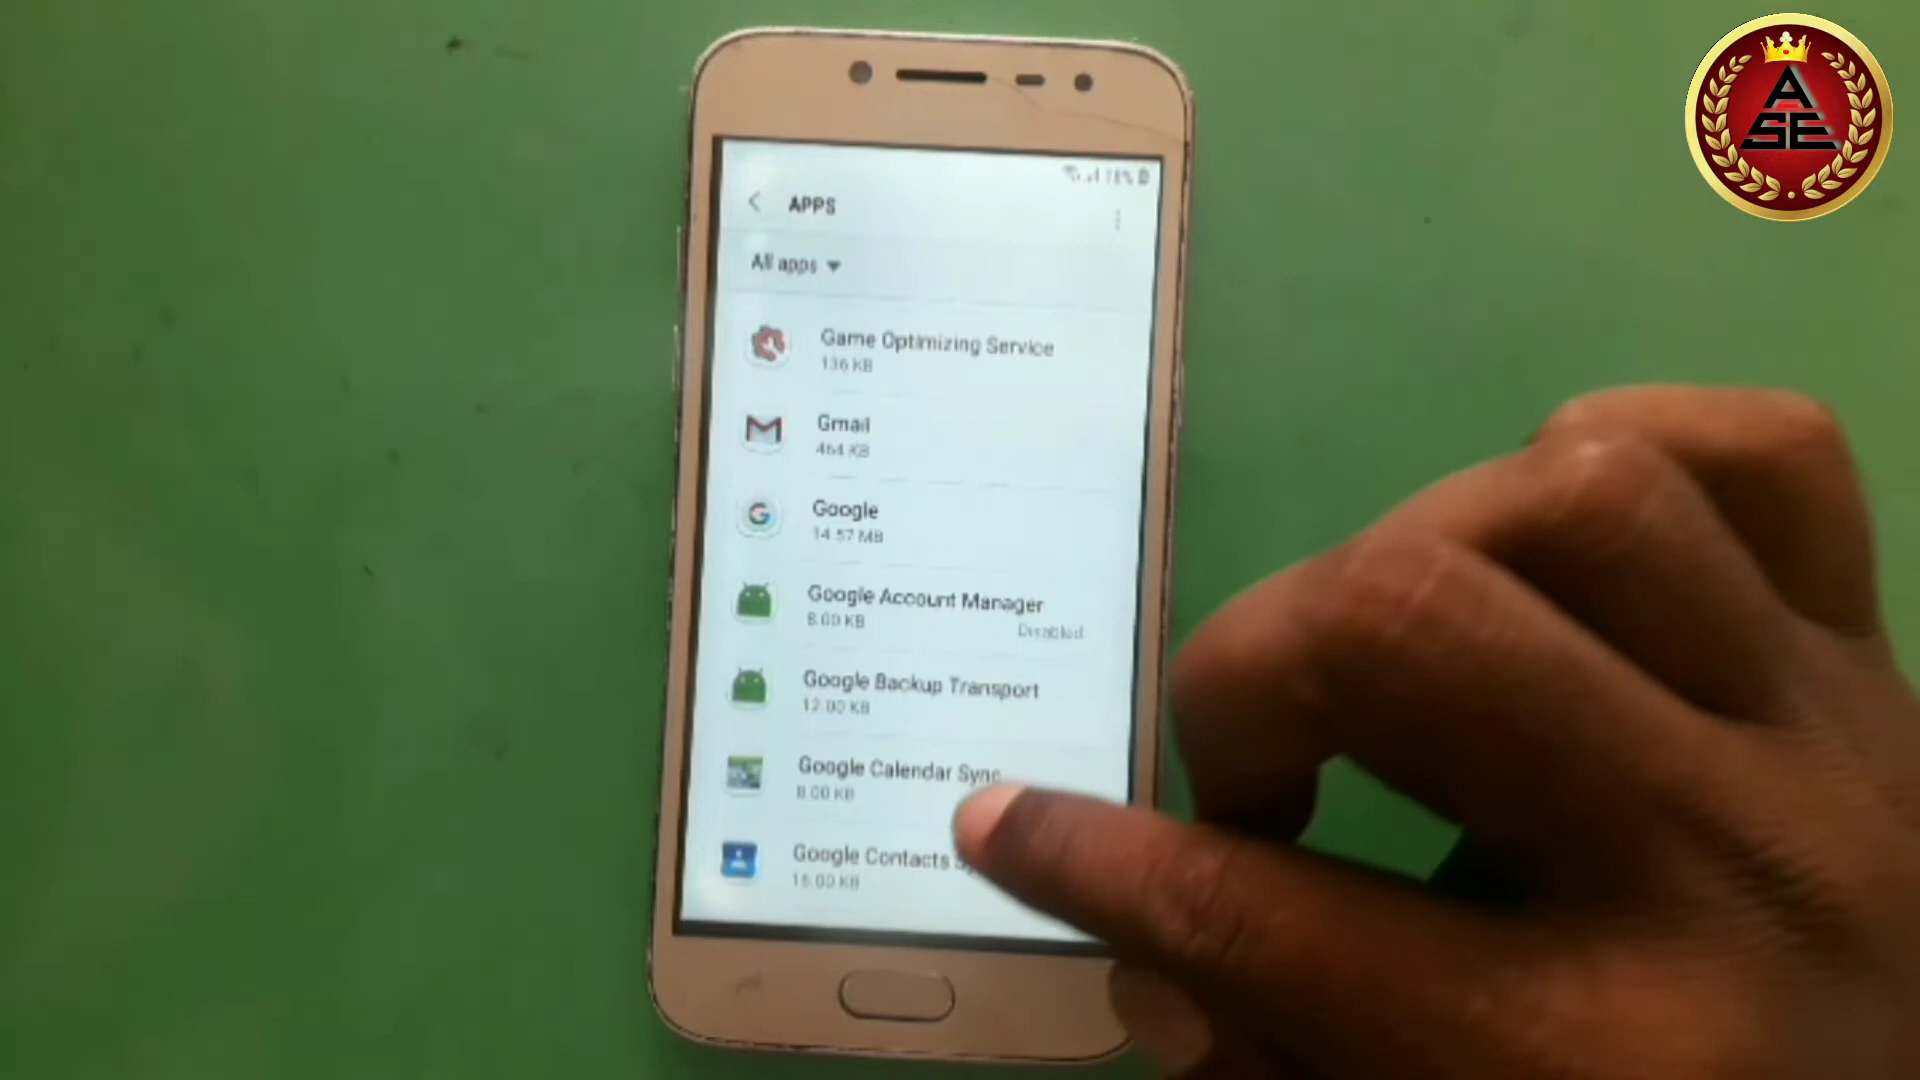 A
SE
18%
APPS
All apps
Game Optimizing Service
136 KB
Gmail
464 KB
Google
14.57 MB
Google Account Manager
8.00 KB
Disabled
Google Backup Transport
12.00 KB
Google Calendar Sync
8.00 KB
Google Contacts
16.00 KB